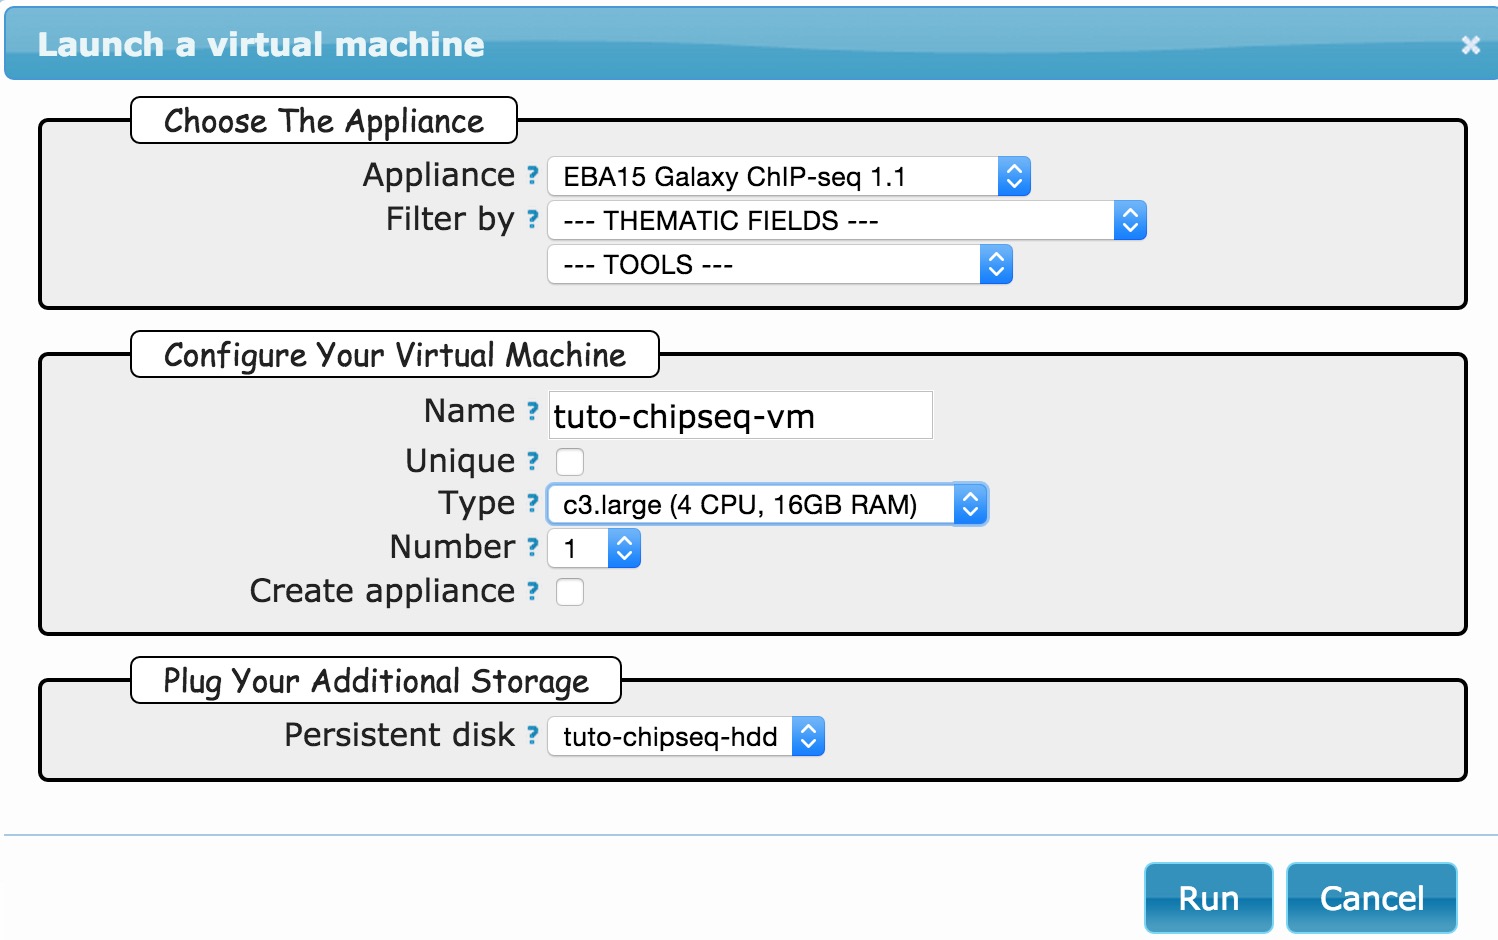 Launch a virtual machine
Choose The Appliance
Appliance ? EBA15 Galaxy ChIP-seq 1.1
Filter by ? --- THEMATIC FIELDS ---
--- TOOLS ---
Configure Your Virtual Machine
Name ? tuto-chipseq-vm
Unique ?
Type ? c3.large (4 CPU, 16GB RAM)
Number ? 1
Create appliance ?
Plug Your Additional Storage
Persistent disk ? tuto-chipseq-hdd
Run Cancel